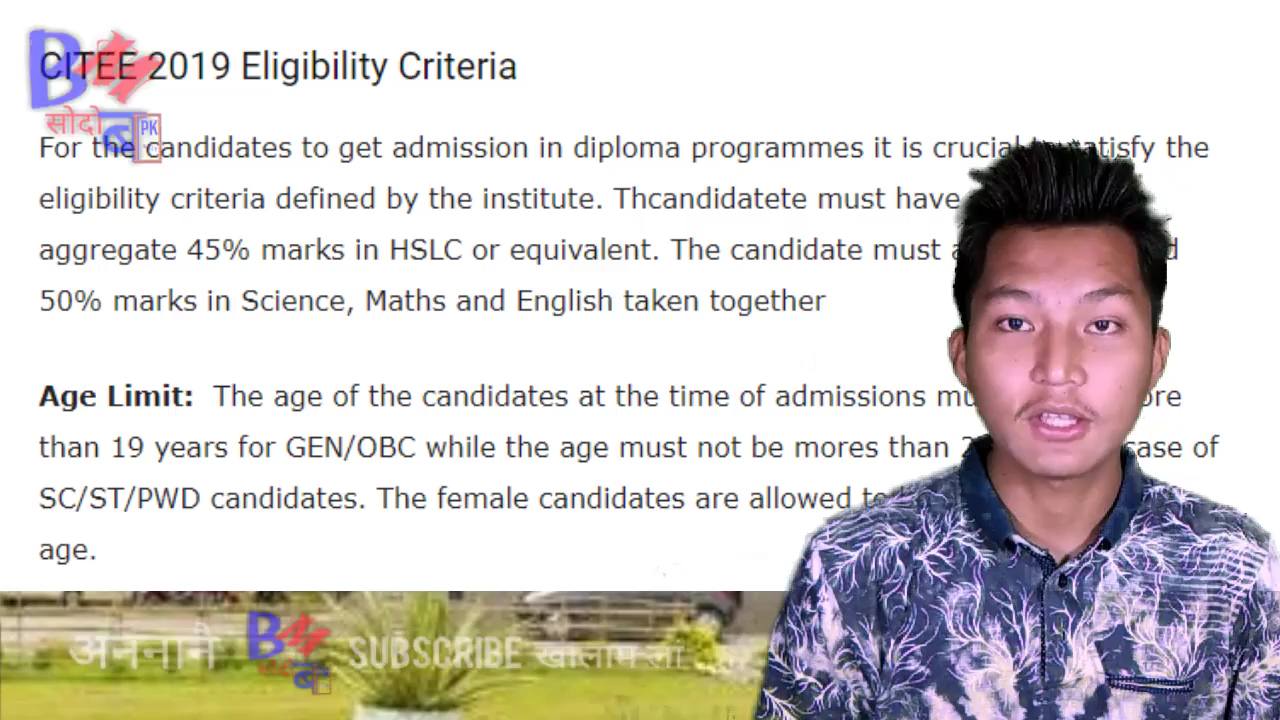 CITEE 2019 Eligibility Criteria
BM
सोदोब
PK
For the candidates to get admission in diploma programmes it is crucial to satisfy the
eligibility criteria defined by the institute. Thcandidatete must have
aggregate 45% marks in HSLC or equivalent. The candidate must
50% marks in Science, Maths and English taken together
Age Limit: The age of the candidates at the time of admissions
than 19 years for GEN/OBC while the age must not be mores than case of
SC/ST/PWD candidates. The female candidates are allowed
age.
अननानै BM SUBSCRIBE खालाम ला